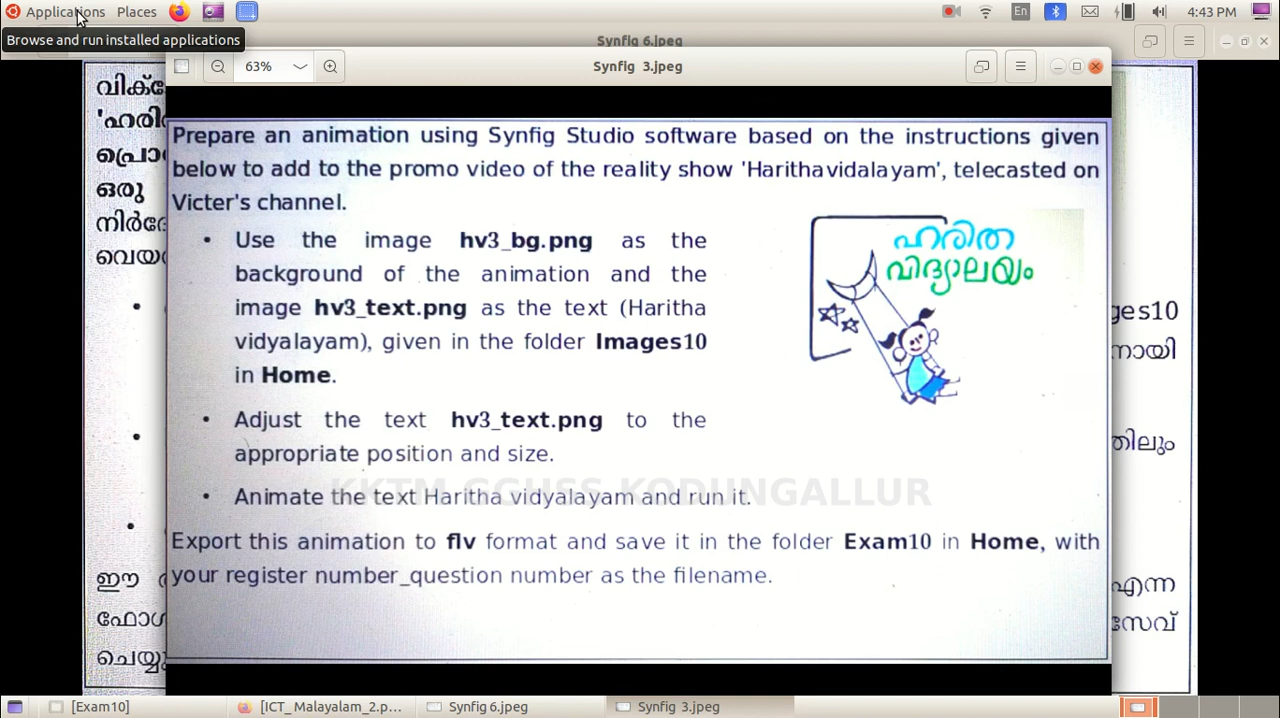 Applications Places En 4:43 PM
Browse and run installed applications
Synfig 6.jpeg
63%
Synfig 3.jpeg
Prepare an animation using Synfig Studio software based on the instructions given
below to add to the promo video of the reality show 'Harithavidalayam', telecasted on
Victer's channel.
• Use the image hv3_bg.png as the
background of the animation and the
image hv3_text.png as the text (Haritha
vidyalayam), given in the folder Images10
in Home.
ഹരിത
വിദ്യാലയം
• Adjust the text hv3_text.png to the
appropriate position and size.
• Animate the text Haritha vidyalayam and run it.
KKTM GGHSS KODUNGALLUR
Export this animation to flv format and save it in the folder Exam10 in Home, with
your register number_question number as the filename.
ഒരു
ഈ
എന്ന
സേവ്
[Exam10] [ICT_Malayalam_2.p... Synfig 6.jpeg Synfig 3.jpeg